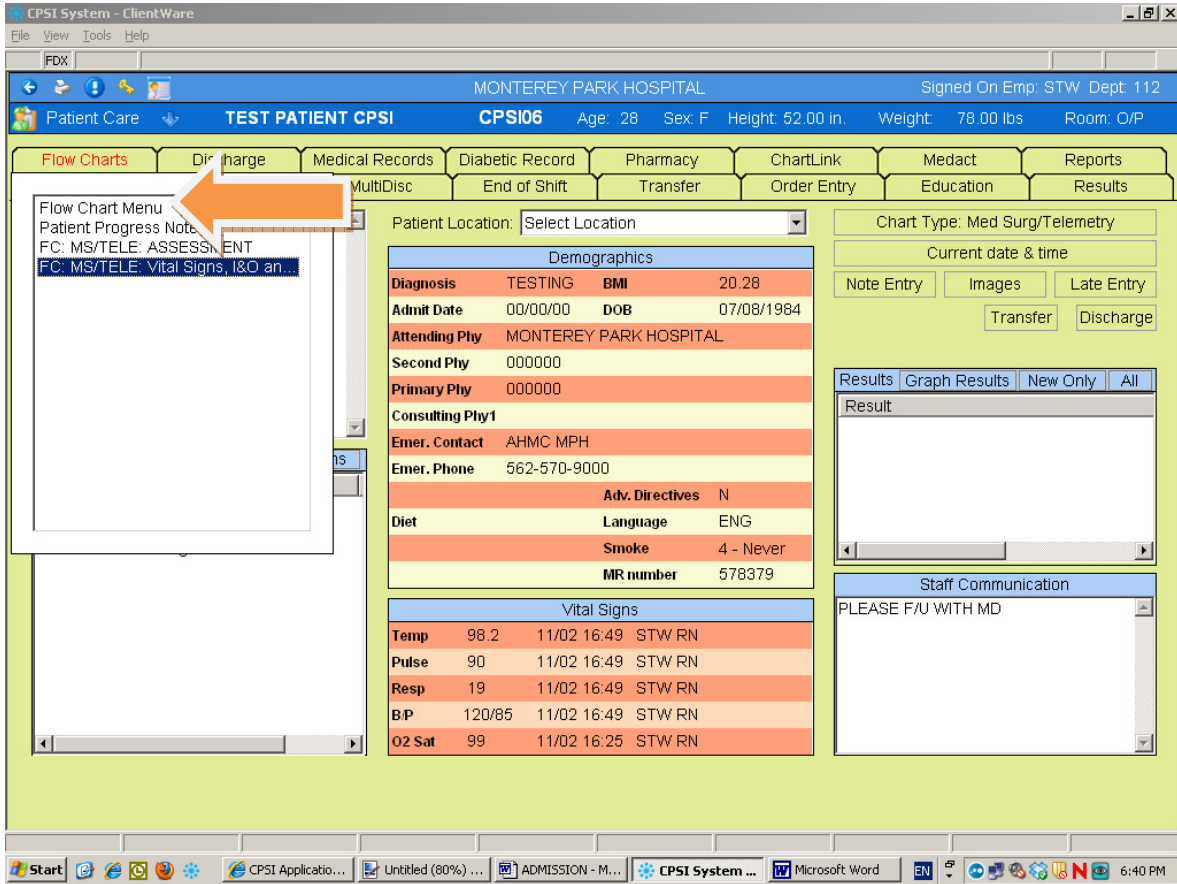 CPSI System - ClientWare
File View Tools Help
FDX
MONTEREY PARK HOSPITAL Signed On Emp: STW Dept: 112
Patient Care TEST PATIENT CPSI CPSI06 Age: 28 Sex: F Height: 52.00 in. Weight: 78.00 lbs Room: O/P
Flow Charts Discharge Medical Records Diabetic Record Pharmacy ChartLink Medact Reports
MultiDisc End of Shift Transfer Order Entry Education Results
Flow Chart Menu
Patient Progress Note
FC: MS/TELE: ASSESSMENT
FC: MS/TELE: Vital Signs, I&O an...
Patient Location: Select Location
Demographics
Diagnosis TESTING BMI 20.28
Admit Date 00/00/00 DOB 07/08/1984
Attending Phy MONTEREY PARK HOSPITAL
Second Phy 000000
Primary Phy 000000
Consulting Phy1
Emer. Contact AHMC MPH
Emer. Phone 562-570-9000
Adv. Directives N
Diet Language ENG
Smoke 4 - Never
MR number 578379
Vital Signs
Temp 98.2 11/02 16:49 STW RN
Pulse 90 11/02 16:49 STW RN
Resp 19 11/02 16:49 STW RN
B/P 120/85 11/02 16:49 STW RN
O2 Sat 99 11/02 16:25 STW RN
Chart Type: Med Surg/Telemetry
Current date & time
Note Entry Images Late Entry
Transfer Discharge
Results Graph Results New Only All
Result
Staff Communication
PLEASE F/U WITH MD
Start CPSI Applicatio... Untitled (80%) ... ADMISSION - M... CPSI System ... Microsoft Word EN 6:40 PM